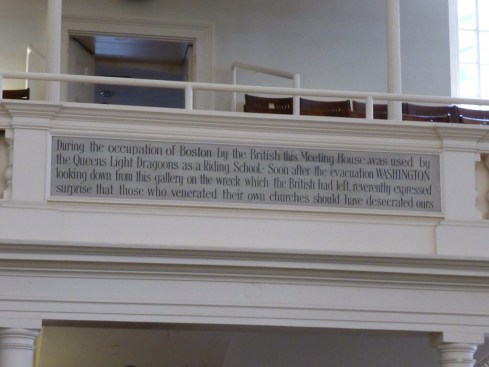 During the occupation of Boston by the British this Meeting-House was used by
the Queens Light Dragoons as a Riding School.- Soon after the evacuation WASHINGTON
looking down from this gallery on the wreck which the British had left, reverently expressed
surprise that those who venerated their own churches should have desecrated ours